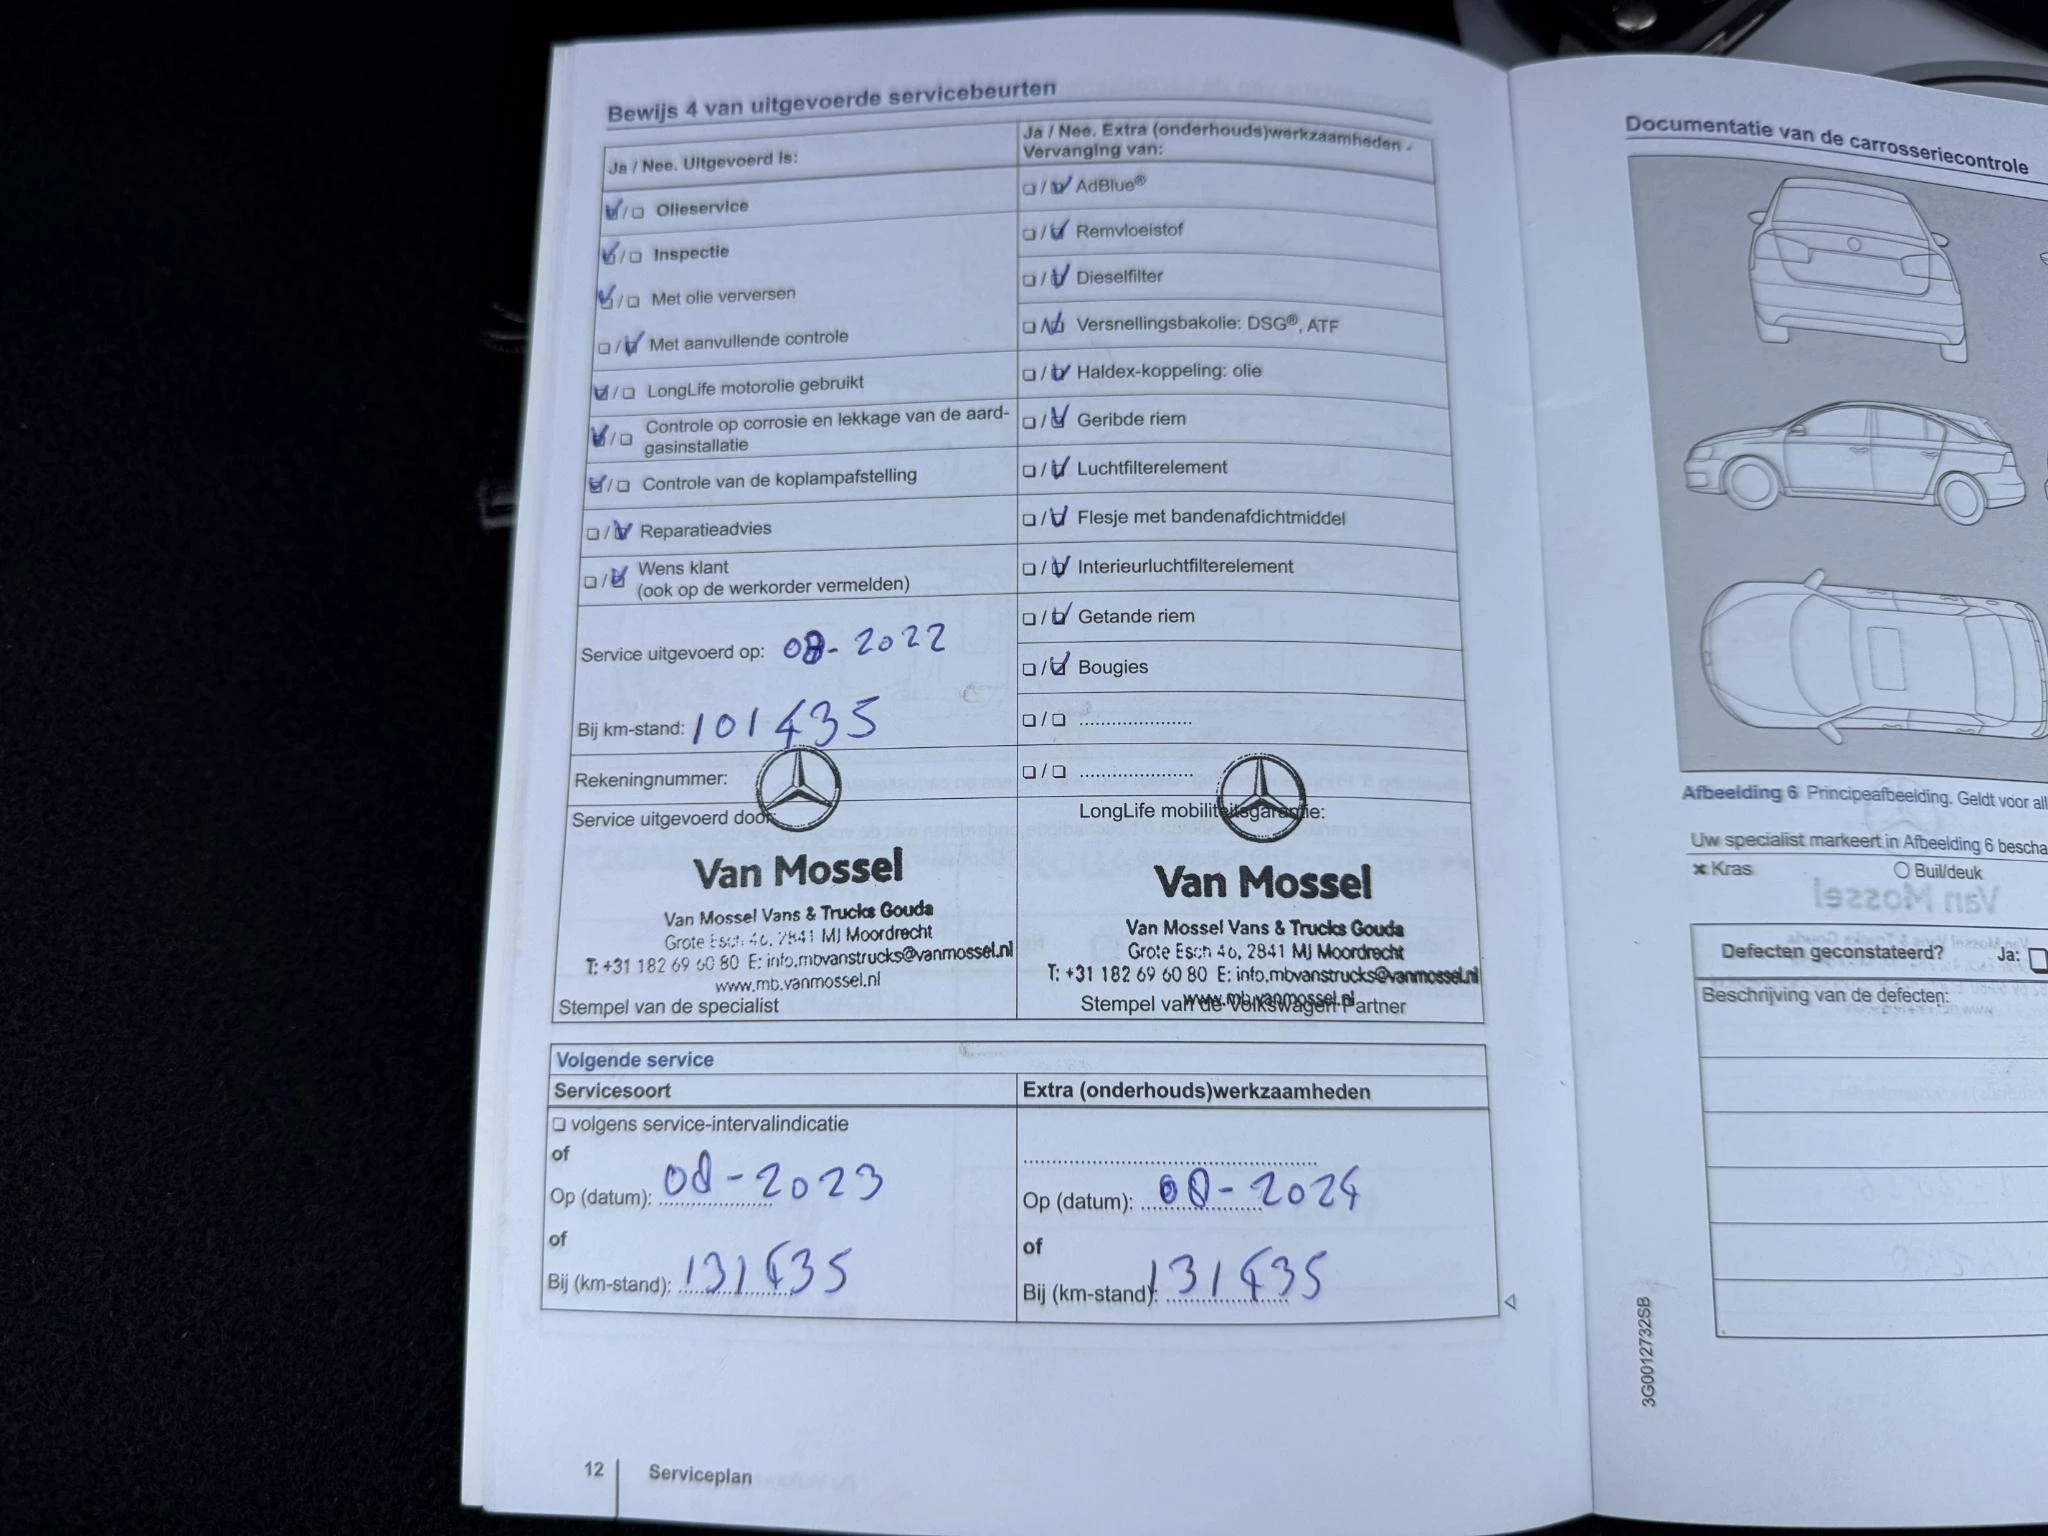 Bewijs 4 van uitgevoerde servicebeurten
Ja / Nee. Uitgevoerd is:
☑/☐ Olieservice
☑/☐ Inspectie
☑/☐ Met olie verversen
☐/☑ Met aanvullende controle
☑/☐ LongLife motorolie gebruikt
☑/☐ Controle op corrosie en lekkage van de aard-
gasinstallatie
☑/☐ Controle van de koplampafstelling
☐/☑ Reparatieadvies
☐/☑ Wens klant
(ook op de werkorder vermelden)
Service uitgevoerd op: 08-2022
Bij km-stand: 101435
Rekeningnummer:
Service uitgevoerd door:
Van Mossel
Van Mossel Vans & Trucks Gouda
Grote Esch 46, 2841 MJ Moordrecht
T: +31 182 69 60 80 E: info.mbvanstrucks@vanmossel.nl
www.mb.vanmossel.nl
Stempel van de specialist
Ja / Nee. Extra (onderhouds)werkzaamheden -
Vervanging van:
☐/☑ AdBlue®
☐/☑ Remvloeistof
☐/☑ Dieselfilter
☐/☑ Versnellingsbakolie: DSG®, ATF
☐/☑ Haldex-koppeling: olie
☐/☑ Geribde riem
☐/☑ Luchtfilterelement
☐/☑ Flesje met bandenafdichtmiddel
☐/☑ Interieurluchtfilterelement
☐/☑ Getande riem
☐/☑ Bougies
☐/☐ .....................
☐/☐ .....................
LongLife mobiliteitsgarantie:
Van Mossel
Van Mossel Vans & Trucks Gouda
Grote Esch 46, 2841 MJ Moordrecht
T: +31 182 69 60 80 E: info.mbvanstrucks@vanmossel.nl
www.mb.vanmossel.nl
Stempel van de Volkswagen Partner
Volgende service
Servicesoort
☐ volgens service-intervalindicatie
of
Op (datum): 08-2023
of
Bij (km-stand): 131435
Extra (onderhouds)werkzaamheden
Op (datum): 08-2024
of
Bij (km-stand): 131435
12
Serviceplan
Documentatie van de carrosseriecontrole
Afbeelding 6 Principeafbeelding. Geldt voor all
Uw specialist markeert in Afbeelding 6 bescha
× Kras
○ Buil/deuk
Defecten geconstateerd?
Ja: ☐
Beschrijving van de defecten:
3G0012732SB